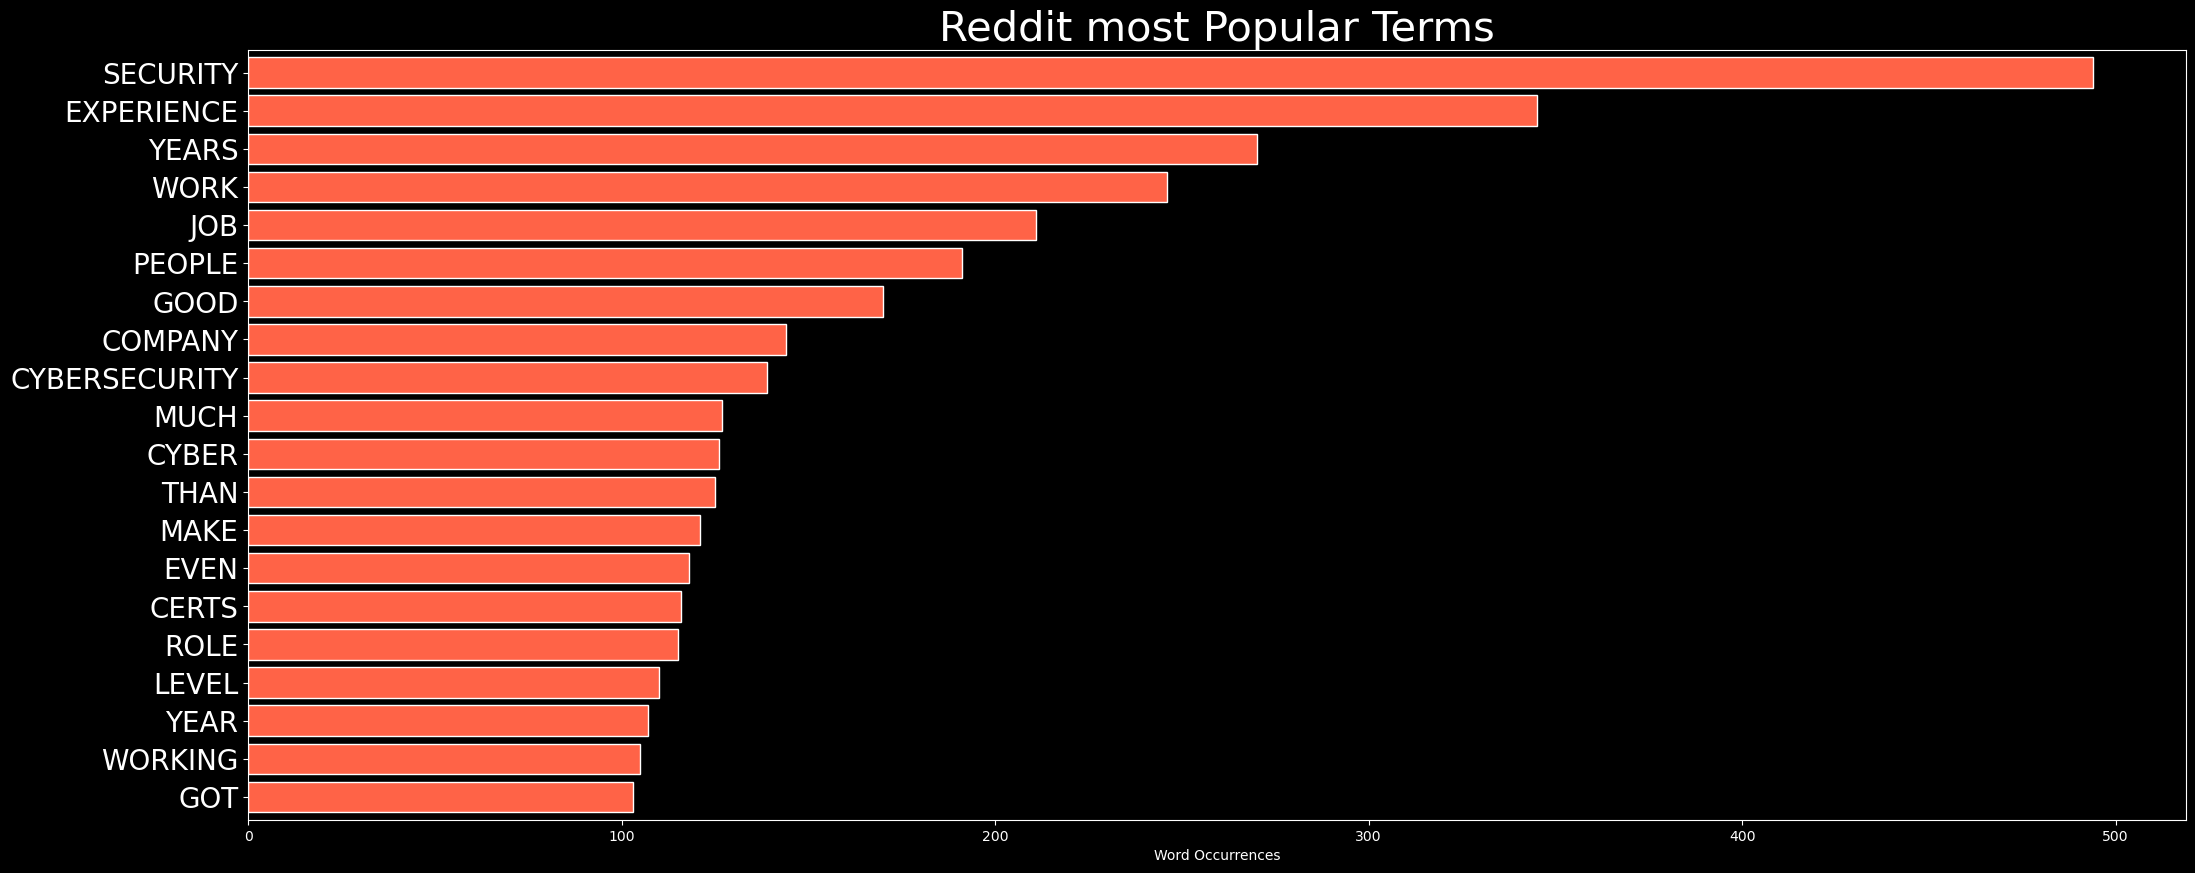 Reddit most Popular Terms
SECURITY
EXPERIENCE
YEARS
WORK
JOB
PEOPLE
GOOD
COMPANY
CYBERSECURITY
MUCH
CYBER
THAN
MAKE
EVEN
CERTS
ROLE
LEVEL
YEAR
WORKING
GOT
0 100 200 300 400 500
Word Occurrences